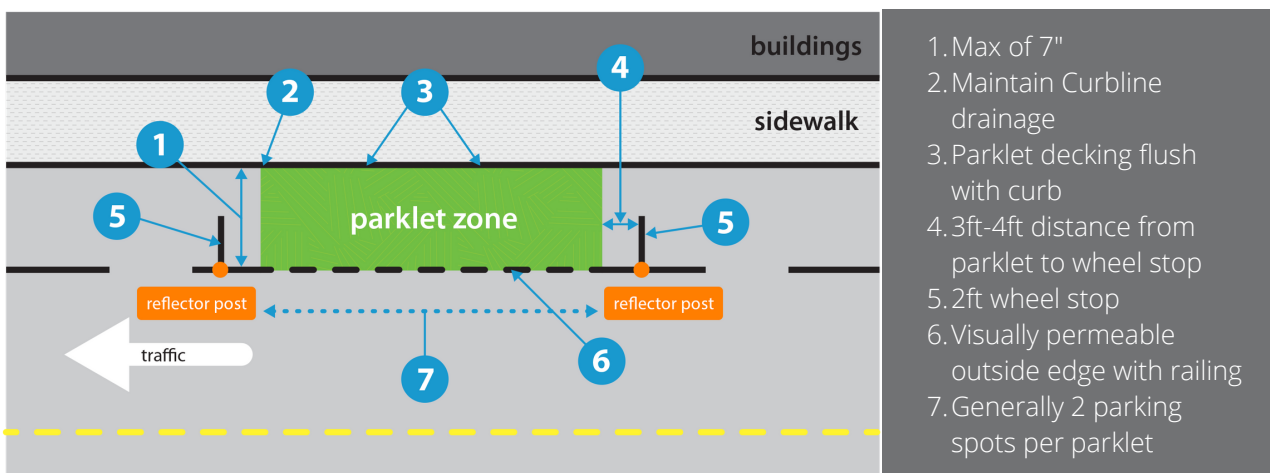 buildings
4
2
3
sidewalk
1
5
parklet zone
5
reflector post
reflector post
traffic
7
6
1. Max of 7"
2. Maintain Curbline
drainage
3. Parklet decking flush
with curb
4. 3ft-4ft distance from
parklet to wheel stop
5. 2ft wheel stop
6. Visually permeable
outside edge with railing
7. Generally 2 parking
spots per parklet